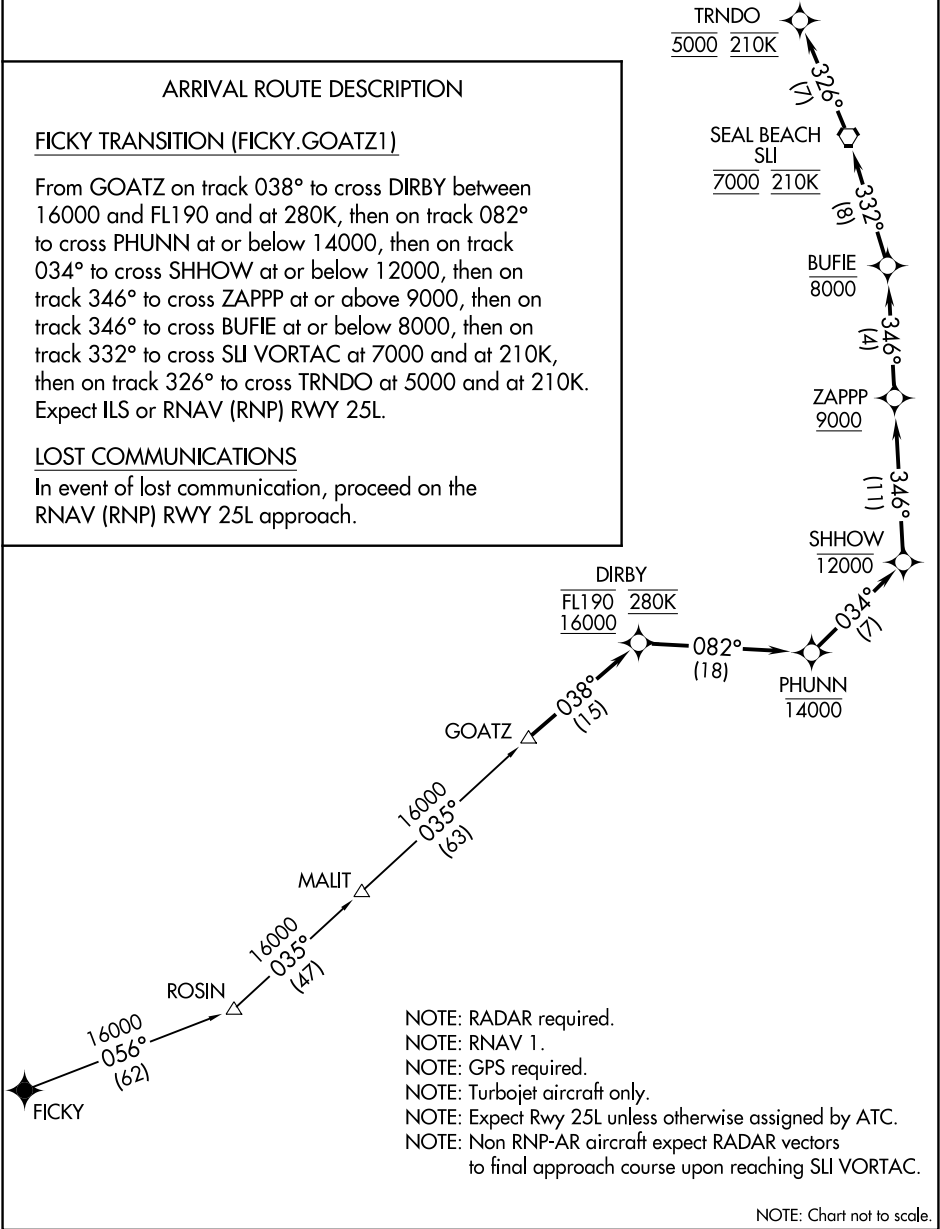 TRNDO
5000 210K
326°
(7)
SEAL BEACH
SLI
7000 210K
332°
(8)
BUFIE
8000
346°
(4)
ZAPPP
9000
346°
(11)
SHHOW
12000
034°
(7)
ARRIVAL ROUTE DESCRIPTION
FICKY TRANSITION (FICKY.GOATZ1)
From GOATZ on track 038° to cross DIRBY between
16000 and FL190 and at 280K, then on track 082°
to cross PHUNN at or below 14000, then on track
034° to cross SHHOW at or below 12000, then on
track 346° to cross ZAPPP at or above 9000, then on
track 346° to cross BUFIE at or below 8000, then on
track 332° to cross SLI VORTAC at 7000 and at 210K,
then on track 326° to cross TRNDO at 5000 and at 210K.
Expect ILS or RNAV (RNP) RWY 25L.
LOST COMMUNICATIONS
In event of lost communication, proceed on the
RNAV (RNP) RWY 25L approach.
DIRBY
FL190 280K
16000
082°
(18)
PHUNN
14000
038°
(15)
GOATZ
16000
035°
(63)
MALIT
16000
035°
(47)
ROSIN
16000
056°
(62)
FICKY
NOTE: RADAR required.
NOTE: RNAV 1.
NOTE: GPS required.
NOTE: Turbojet aircraft only.
NOTE: Expect Rwy 25L unless otherwise assigned by ATC.
NOTE: Non RNP-AR aircraft expect RADAR vectors
to final approach course upon reaching SLI VORTAC.
NOTE: Chart not to scale.